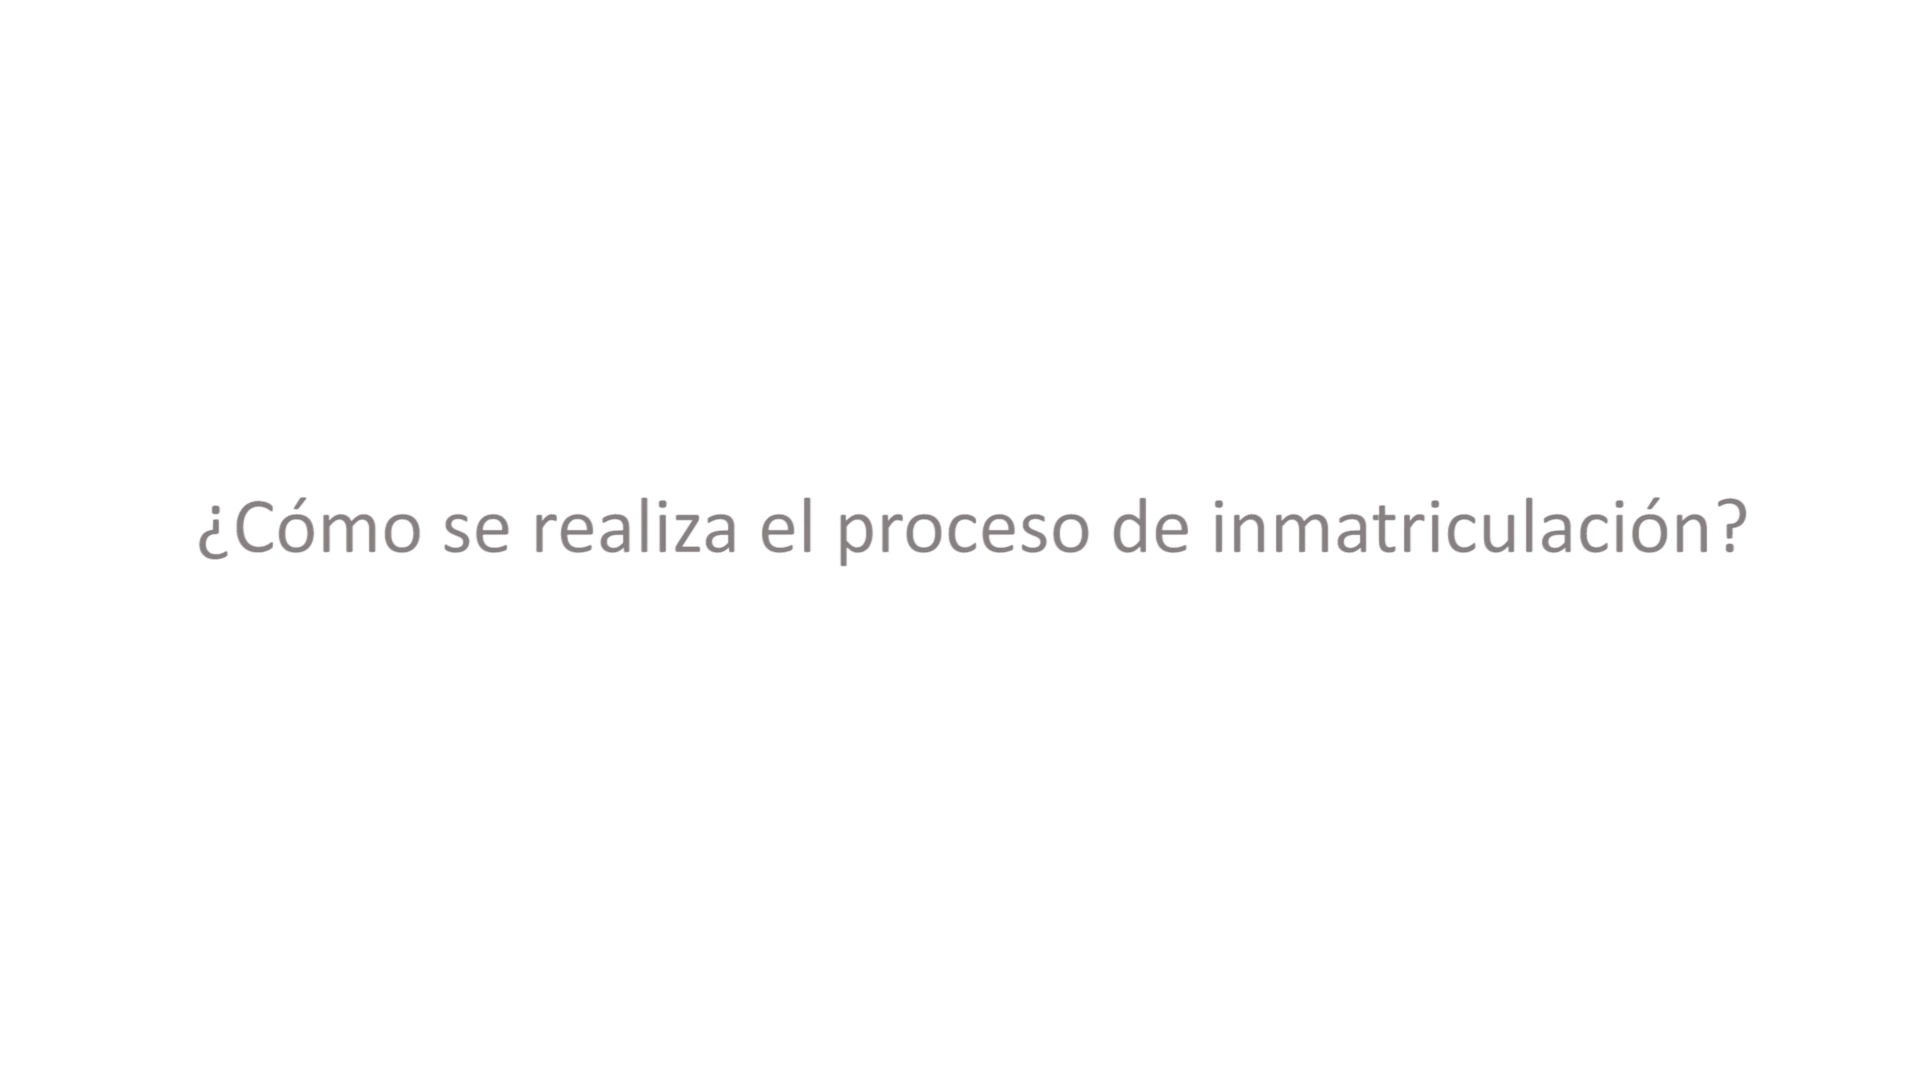 ¿Cómo se realiza el proceso de inmatriculación?